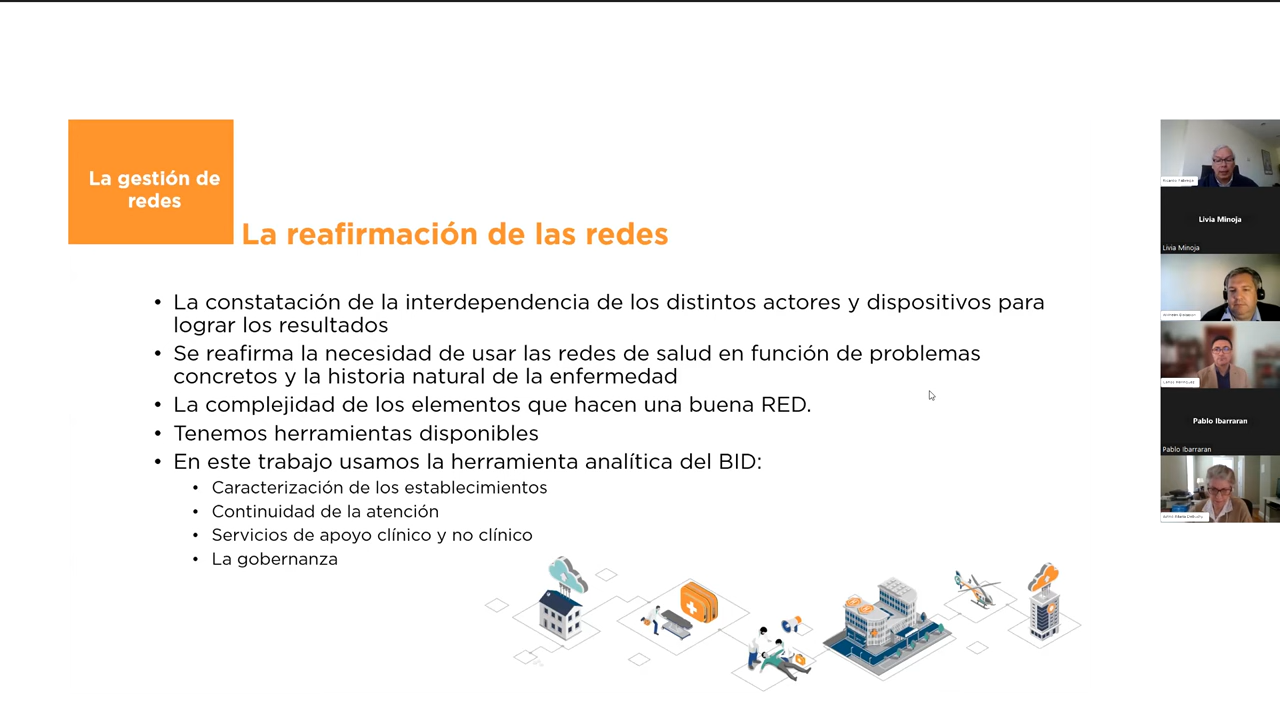 La gestión de
redes
La reafirmación de las redes
• La constatación de la interdependencia de los distintos actores y dispositivos para
lograr los resultados
• Se reafirma la necesidad de usar las redes de salud en función de problemas
concretos y la historia natural de la enfermedad
• La complejidad de los elementos que hacen una buena RED.
• Tenemos herramientas disponibles
• En este trabajo usamos la herramienta analítica del BID:
• Caracterización de los establecimientos
• Continuidad de la atención
• Servicios de apoyo clínico y no clínico
• La gobernanza
Livia Minoja
Livia Minoja
Pablo Ibarraran
Pablo Ibarraran